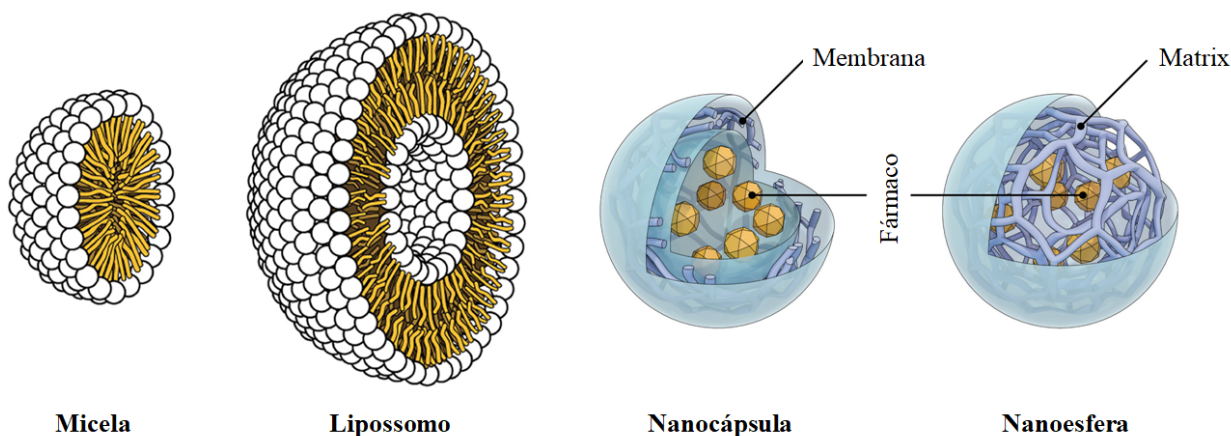 Membrana
Matrix
Fármaco
Micela
Lipossomo
Nanocápsula
Nanoesfera